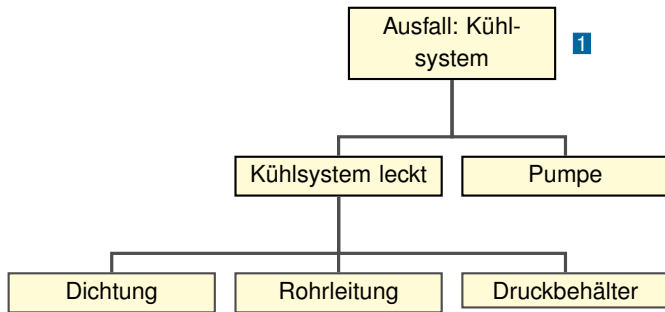 Ausfall: Kühl-
system
1
Kühlsystem leckt
Pumpe
Dichtung
Rohrleitung
Druckbehälter